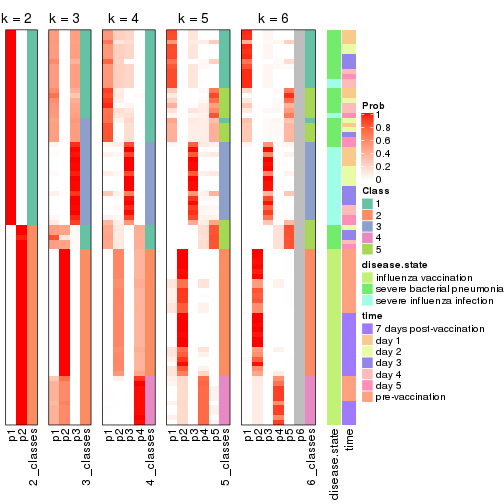 k = 2
k = 3
k = 4
k = 5
k = 6
Prob
1
0.8
0.6
0.4
0.2
0
Class
1
2
3
4
5
disease.state
influenza vaccination
severe bacterial pneumonia
severe influenza infection
time
7 days post-vaccination
day 1
day 2
day 3
day 4
day 5
pre-vaccination
p1
p2
2_classes
p1
p2
p3
3_classes
p1
p2
p3
p4
4_classes
p1
p2
p3
p4
p5
5_classes
p1
p2
p3
p4
p5
p6
6_classes
disease.state
time